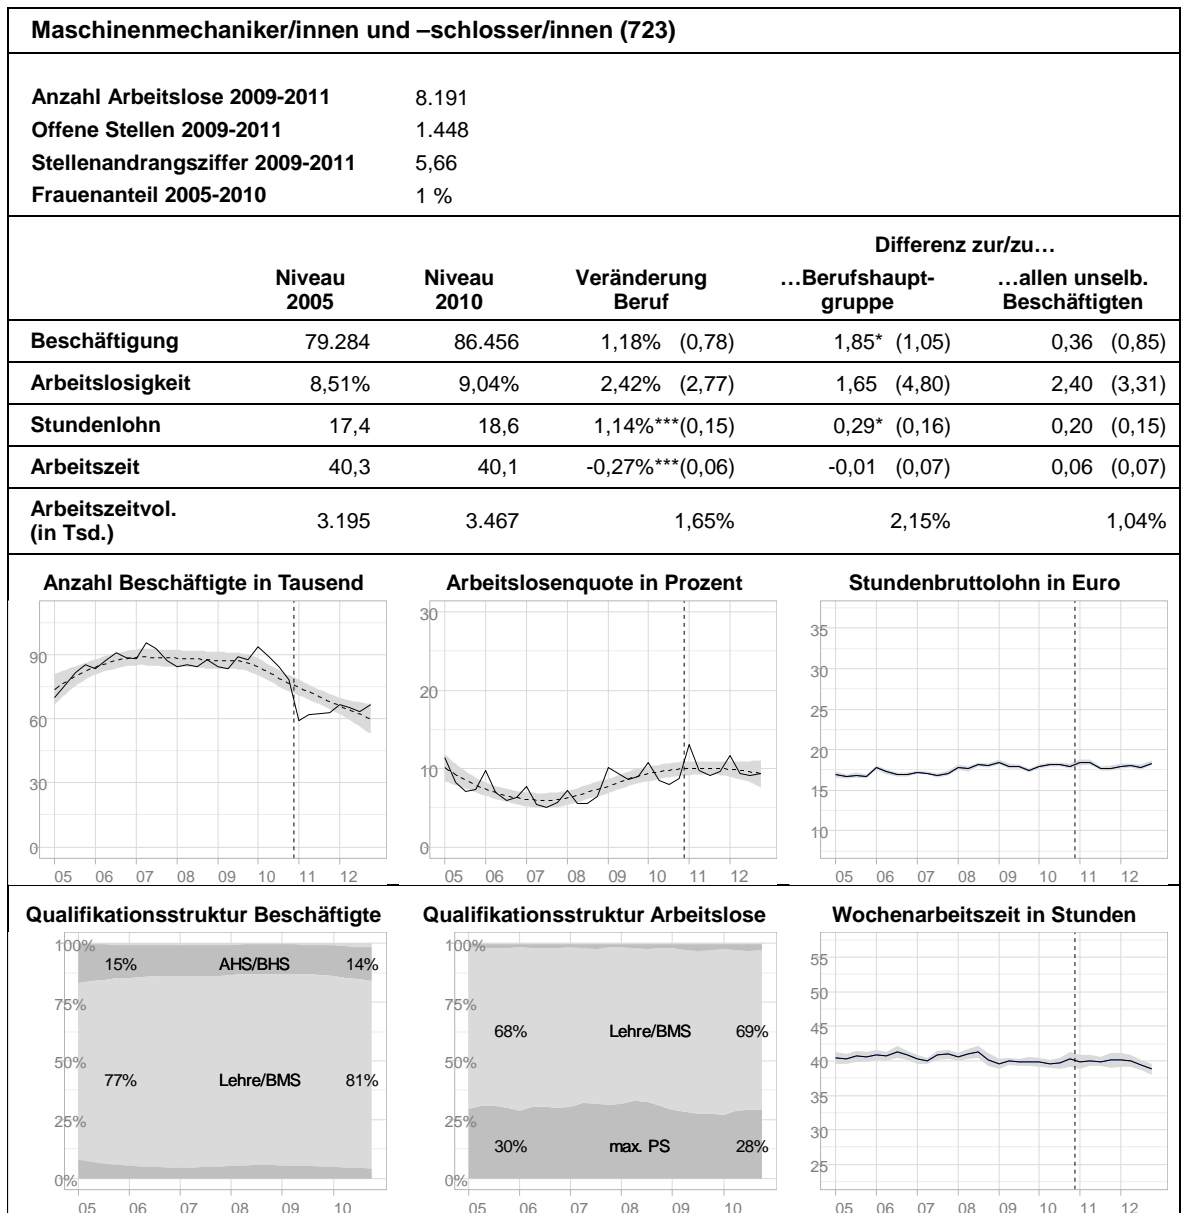 Maschinenmechaniker/innen und –schlosser/innen (723)
Anzahl Arbeitslose 2009-2011 8.191
Offene Stellen 2009-2011 1.448
Stellenandrangsziffer 2009-2011 5,66
Frauenanteil 2005-2010 1 %
Differenz zur/zu…
Niveau Niveau Veränderung …Berufshaupt- …allen unselb.
2005 2010 Beruf gruppe Beschäftigten
Beschäftigung 79.284 86.456 1,18% (0,78) 1,85* (1,05) 0,36 (0,85)
Arbeitslosigkeit 8,51% 9,04% 2,42% (2,77) 1,65 (4,80) 2,40 (3,31)
Stundenlohn 17,4 18,6 1,14%***(0,15) 0,29* (0,16) 0,20 (0,15)
Arbeitszeit 40,3 40,1 -0,27%***(0,06) -0,01 (0,07) 0,06 (0,07)
Arbeitszeitvol.
(in Tsd.) 3.195 3.467 1,65% 2,15% 1,04%
Anzahl Beschäftigte in Tausend
90
60
30
0
05 06 07 08 09 10 11 12
Arbeitslosenquote in Prozent
30
20
10
0
05 06 07 08 09 10 11 12
Stundenbruttolohn in Euro
35
30
25
20
15
10
05 06 07 08 09 10 11 12
Qualifikationsstruktur Beschäftigte
100%
15% AHS/BHS 14%
75%
50%
77% Lehre/BMS 81%
25%
0%
05 06 07 08 09 10
Qualifikationsstruktur Arbeitslose
100%
75%
68% Lehre/BMS 69%
50%
25%
30% max. PS 28%
0%
05 06 07 08 09 10
Wochenarbeitszeit in Stunden
55
50
45
40
35
30
25
05 06 07 08 09 10 11 12